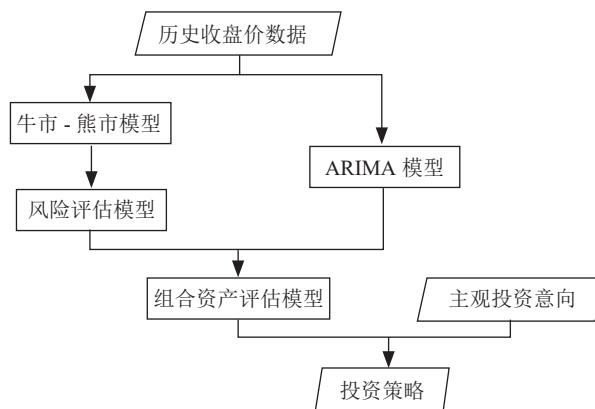 历史收盘价数据
牛市 - 熊市模型
ARIMA 模型
风险评估模型
组合资产评估模型
主观投资意向
投资策略